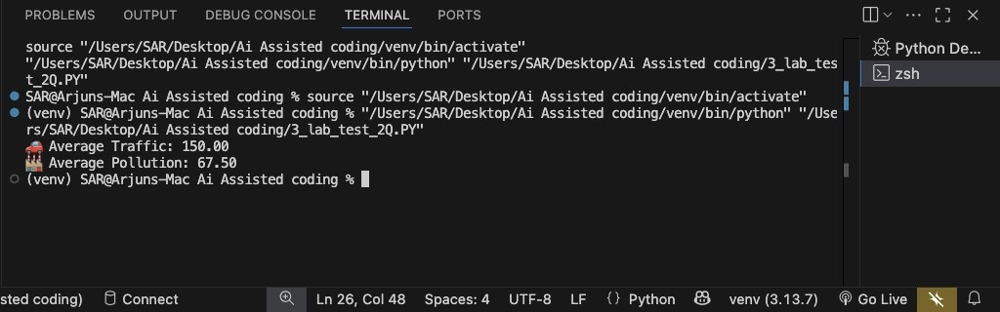 PROBLEMS OUTPUT DEBUG CONSOLE TERMINAL PORTS
source "/Users/SAR/Desktop/Ai Assisted coding/venv/bin/activate"
"/Users/SAR/Desktop/Ai Assisted coding/venv/bin/python" "/Users/SAR/Desktop/Ai Assisted coding/3_lab_tes
t_2Q.PY"
SAR@Arjuns-Mac Ai Assisted coding % source "/Users/SAR/Desktop/Ai Assisted coding/venv/bin/activate"
(venv) SAR@Arjuns-Mac Ai Assisted coding % "/Users/SAR/Desktop/Ai Assisted coding/venv/bin/python" "/Use
rs/SAR/Desktop/Ai Assisted coding/3_lab_test_2Q.PY"
🚗 Average Traffic: 150.00
🏭 Average Pollution: 67.50
(venv) SAR@Arjuns-Mac Ai Assisted coding %
Python De...
zsh
sted coding) Connect Ln 26, Col 48 Spaces: 4 UTF-8 LF {} Python venv (3.13.7) Go Live